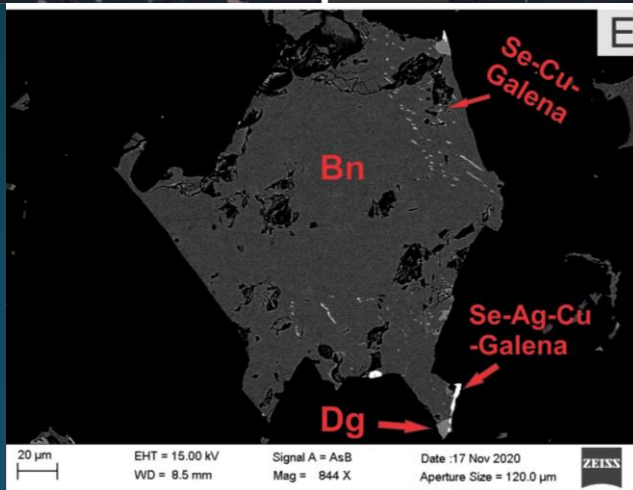 E
Se-Cu-
Galena
Bn
Se-Ag-Cu
-Galena
Dg
20 µm
EHT = 15.00 kV
Signal A = AsB
Date :17 Nov 2020
WD = 8.5 mm
Mag = 844 X
Aperture Size = 120.0 µm
ZEISS